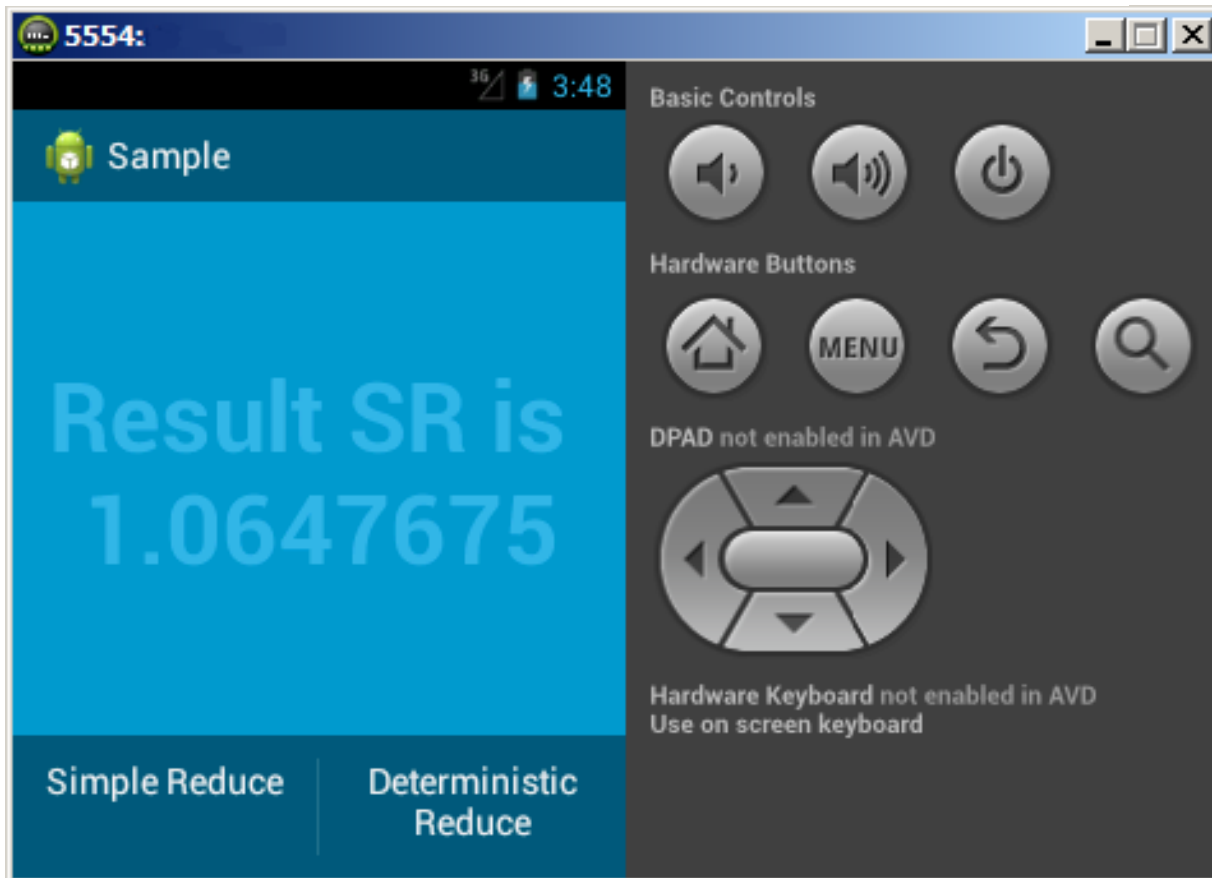 5554:
3G 3:48
Sample
Result SR is
1.0647675
Simple Reduce
Deterministic
Reduce
Basic Controls
Hardware Buttons
MENU
DPAD not enabled in AVD
Hardware Keyboard not enabled in AVD
Use on screen keyboard